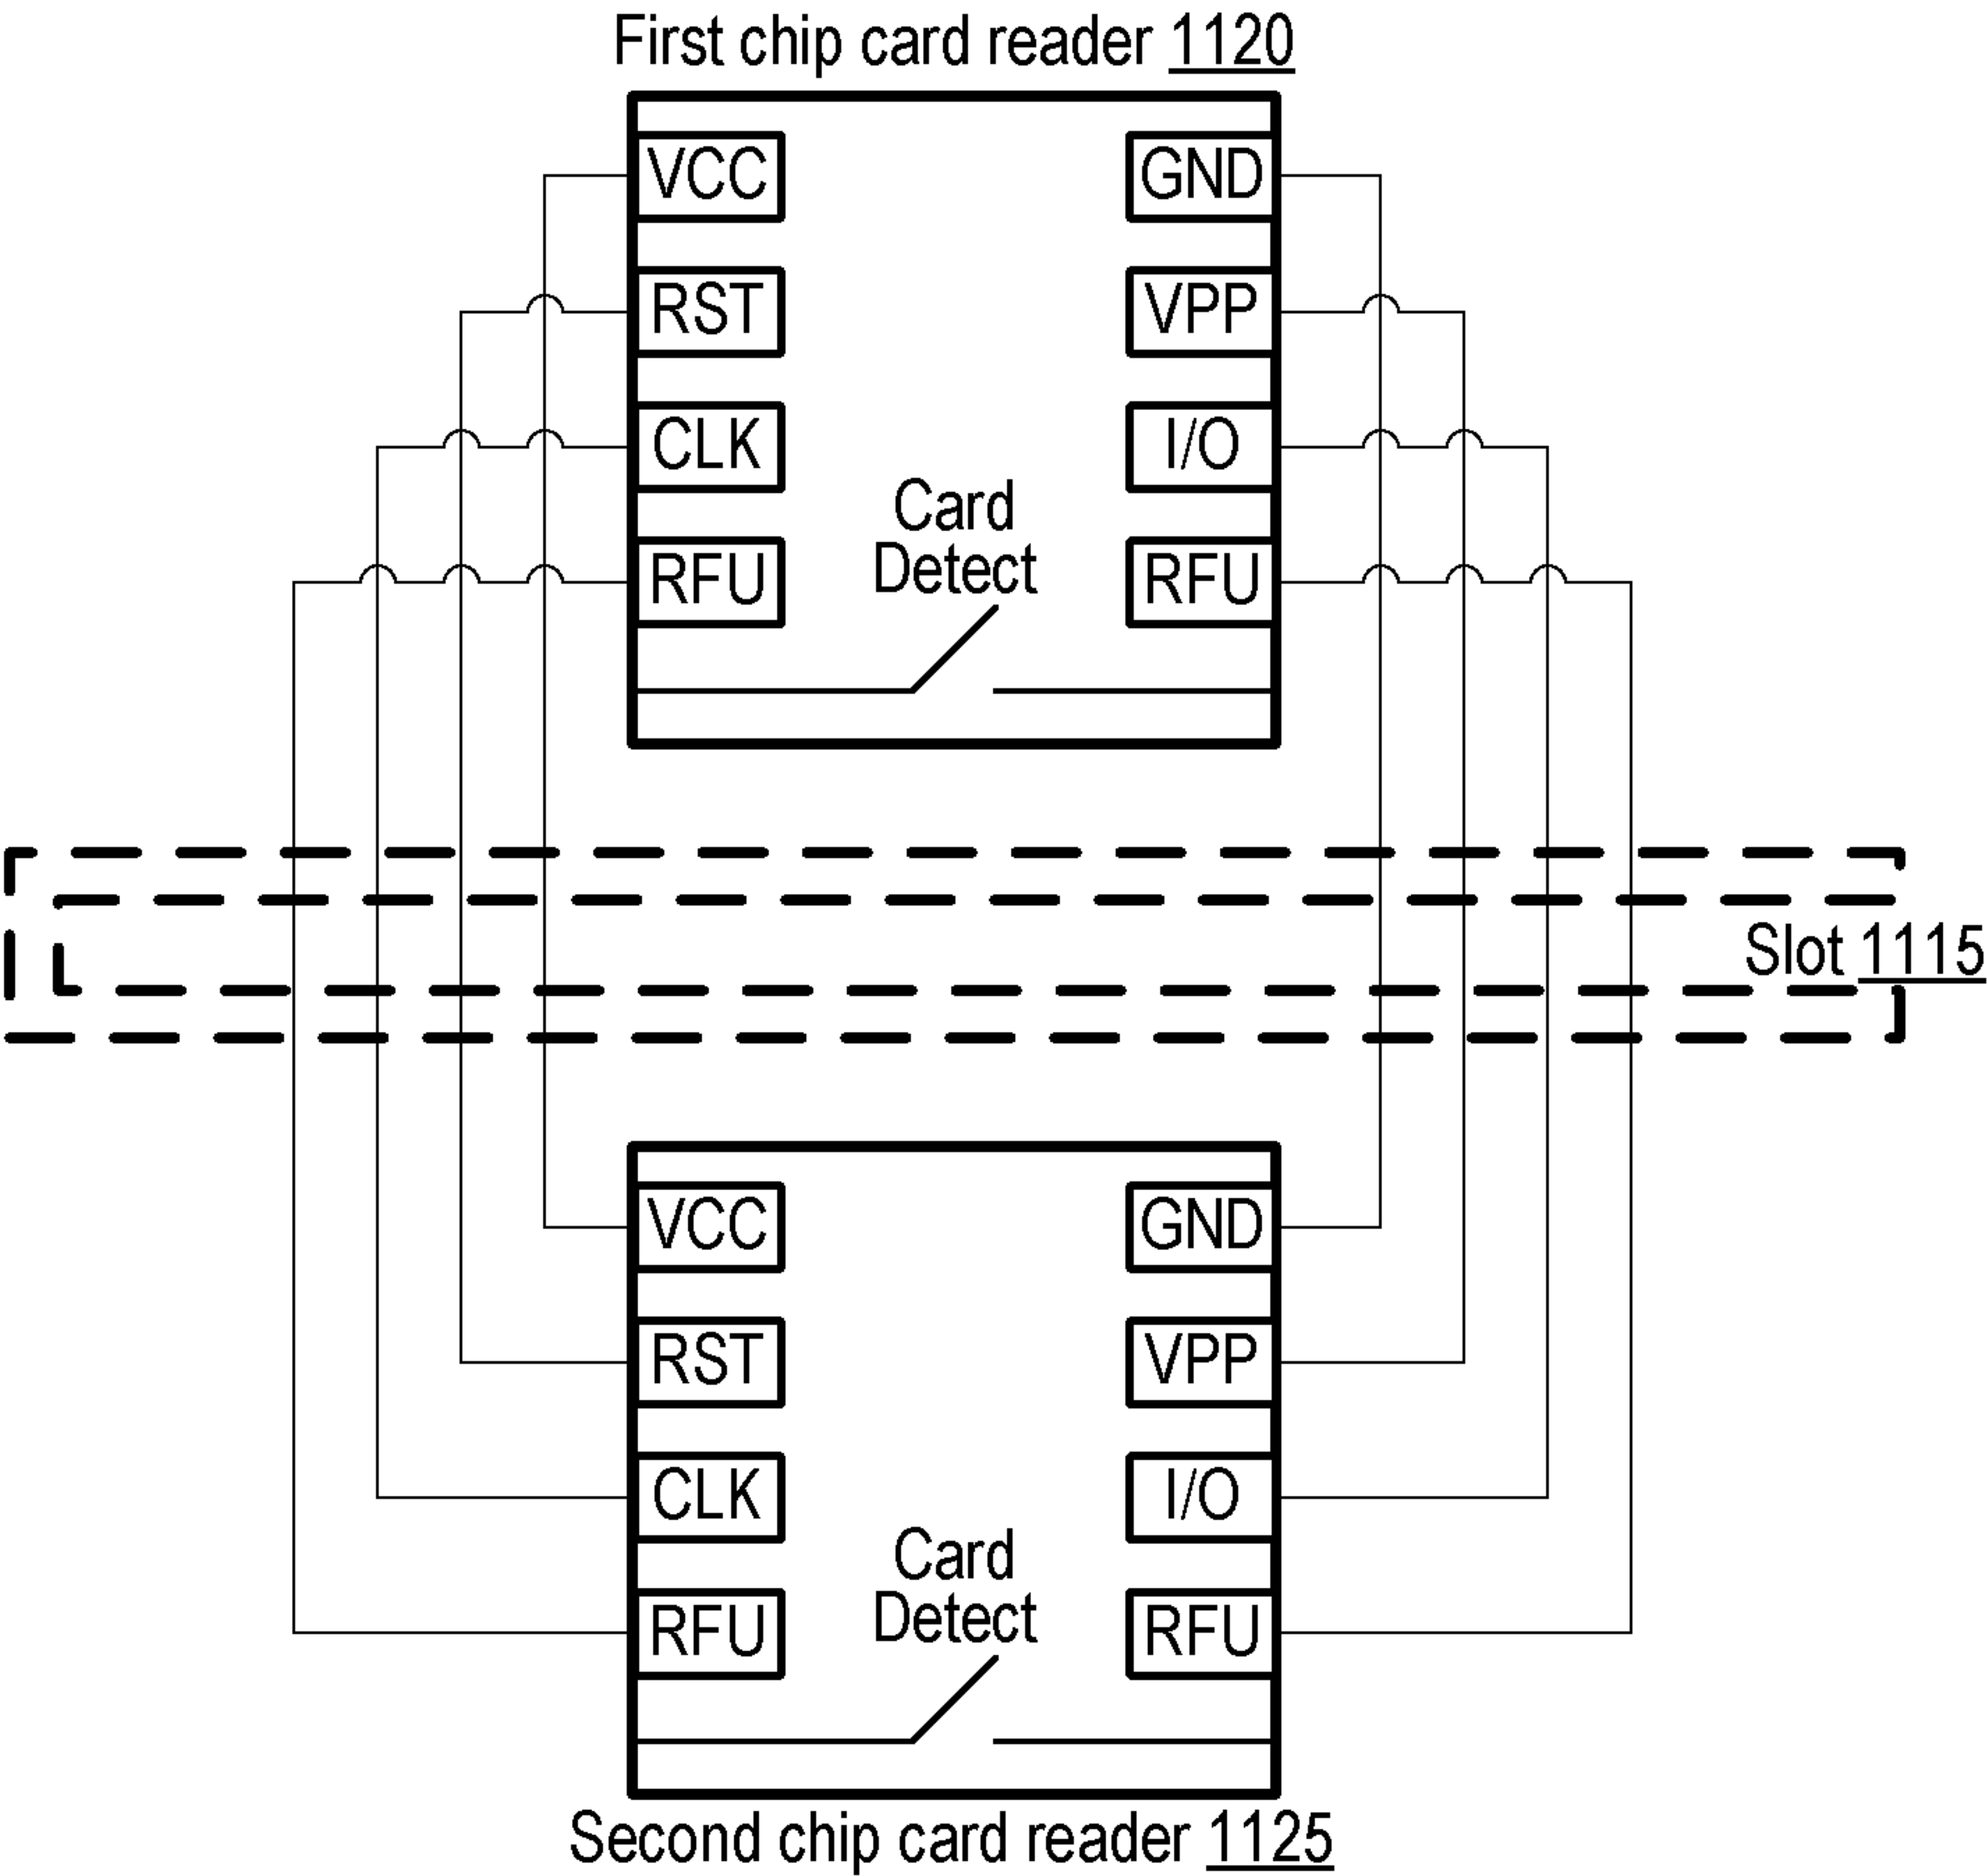 First chip card reader 1120
VCC GND
RST VPP
CLK I/O
Card
Detect
RFU RFU
Slot 1115
VCC GND
RST VPP
CLK I/O
Card
Detect
RFU RFU
Second chip card reader 1125